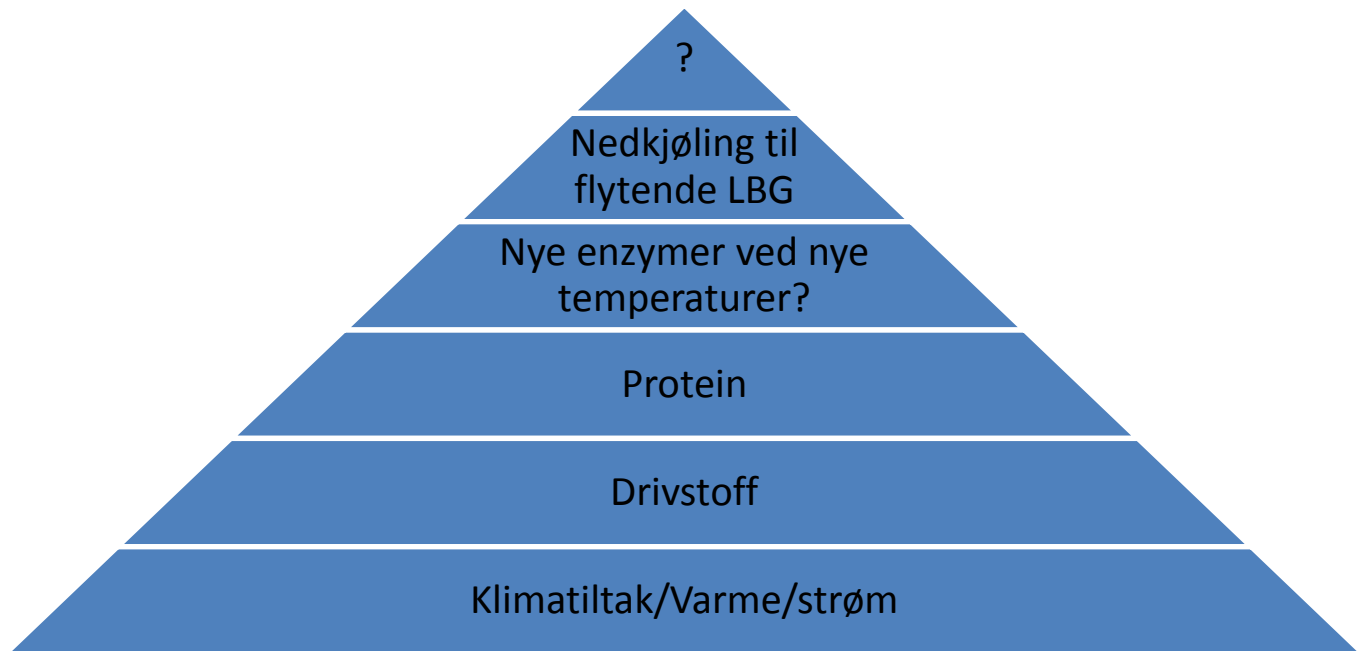 ?
Nedkjøling til
flytende LBG
Nye enzymer ved nye
temperaturer?
Protein
Drivstoff
Klimatiltak/Varme/strøm